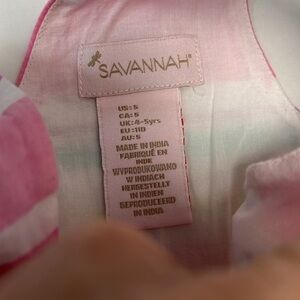 SAVANNAH
US: 5
CA: 5
UK: 4-5yrs
EU: 110
AU: 5
MADE IN INDIA
FABRIQUÉ EN
INDE
WYPRODUKOWANO
W INDIACH
HERGESTELLT
IN INDIEN
GEPRODUCEERD
IN INDIA